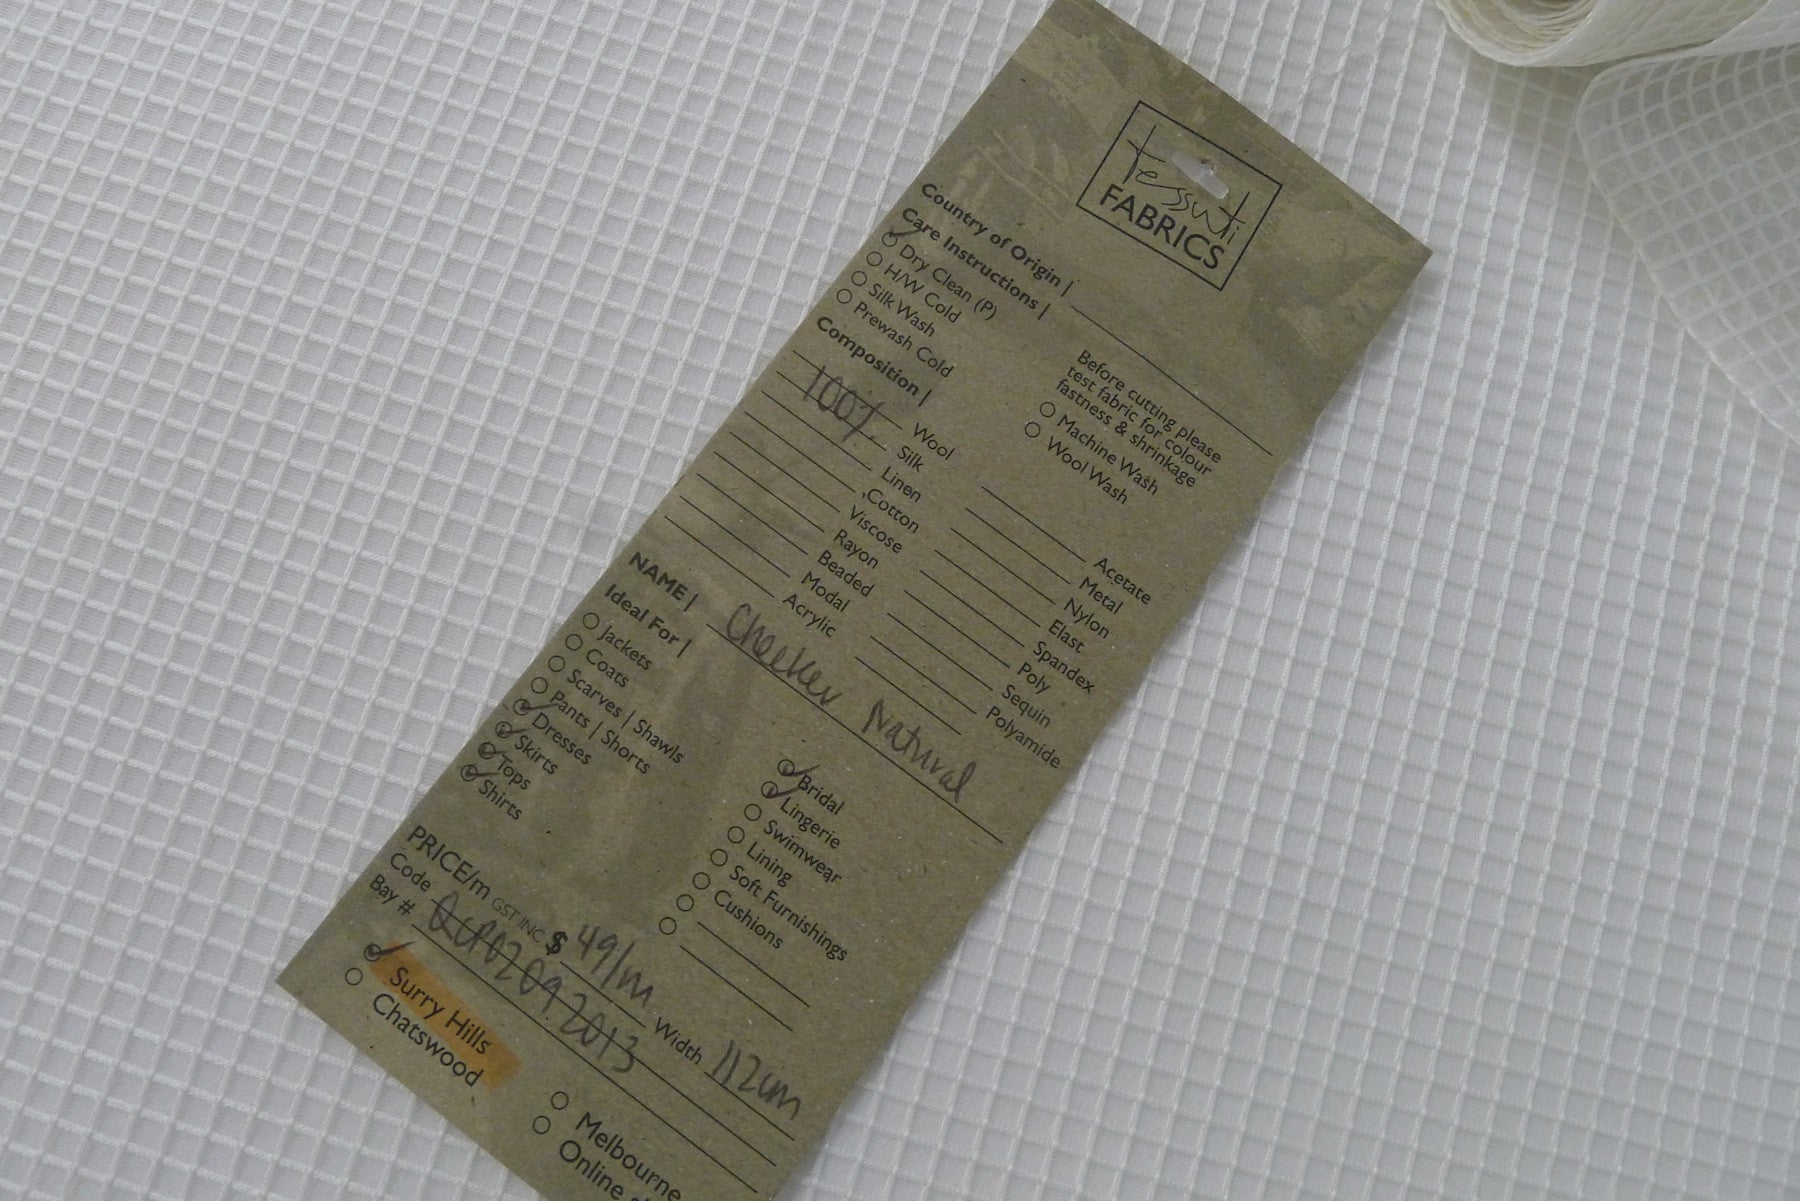 tessuti
FABRICS
Country of Origin |
Care Instructions |
Dry Clean (P)
H/W Cold
Silk Wash
Prewash Cold
Before cutting please
test fabric for colour
fastness & shrinkage
Machine Wash
Wool Wash
Composition |
Wool
100% Silk
Linen
Cotton
Viscose
Rayon
Beaded
Modal
Acrylic
Acetate
Metal
Nylon
Elast
Spandex
Poly
Sequin
Polyamide
NAME | Checker Natural
Ideal For |
Jackets
Coats
Scarves | Shawls
Pants | Shorts
Dresses
Skirts
Tops
Shirts
Bridal
Lingerie
Swimwear
Lining
Soft Furnishings
Cushions
PRICE/m GST INC $ 49/m Width 112cm
Code QCP0209.2013
Bay #
Surry Hills
Chatswood
Melbourne
Online